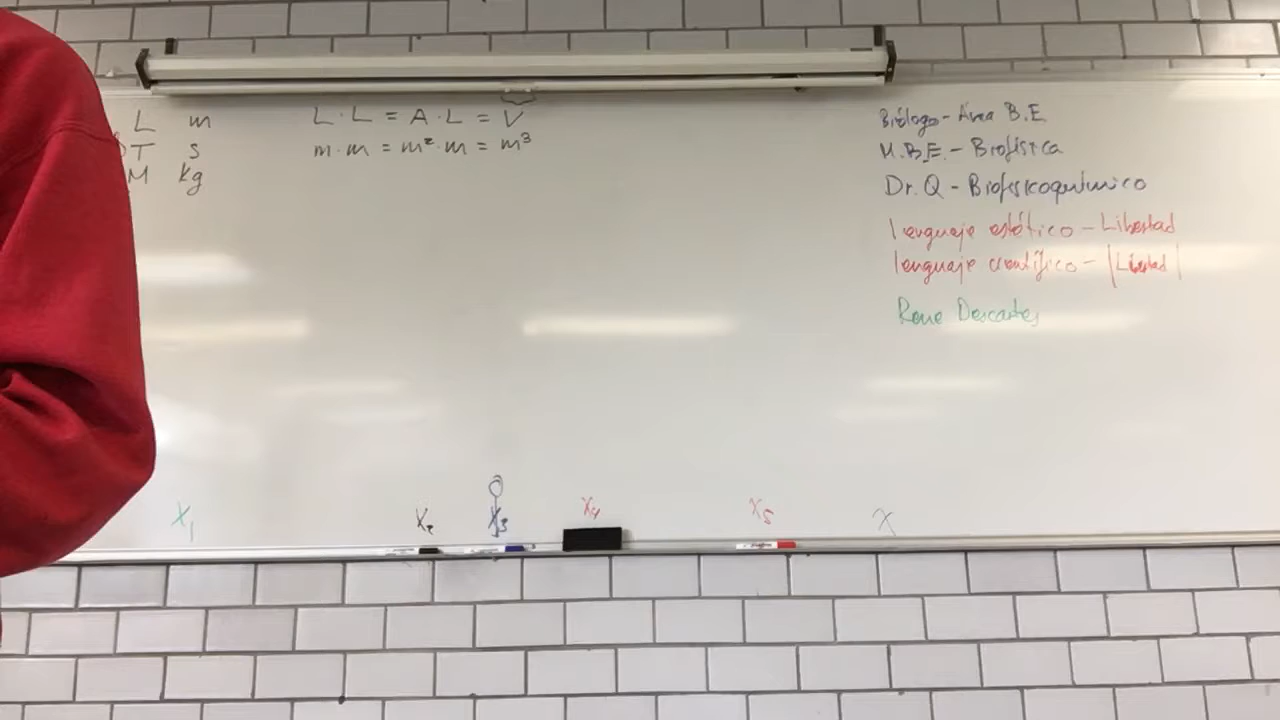 L m
T s
M kg
L · L = A · L = V
m · m = m² · m = m³
Biólogo - Área B.E
M.B.E. - Biofísica
Dr. Q - Biofisicoquímico
lenguaje estético - Libertad
lenguaje científico - |Libertad|
Rene Descartes
X₁ X₂ X₃ X₄ X₅ X